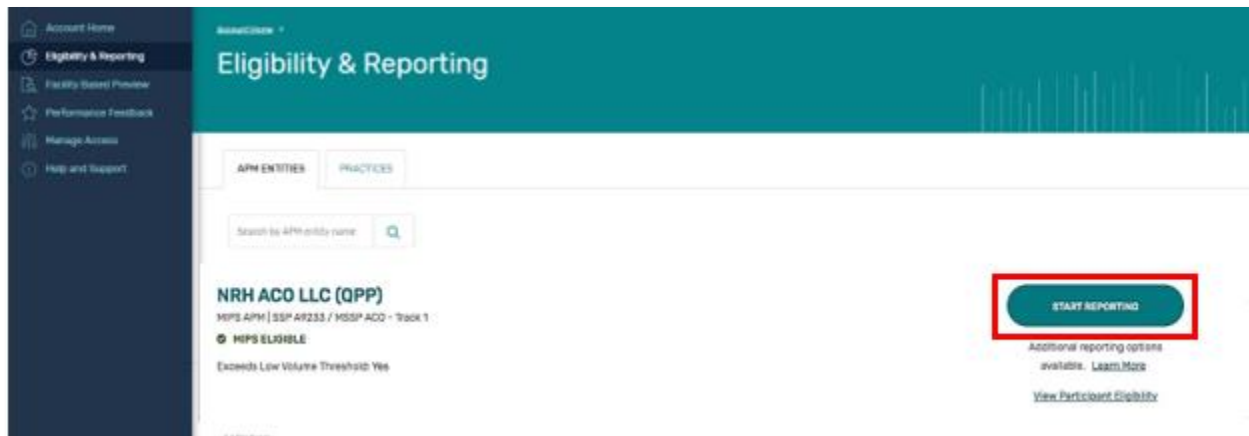 Account Home
Eligibility & Reporting
Facility Based Preview
Performance Feedback
Manage Access
Help and Support
Eligibility & Reporting
APM ENTITIES
PRACTICES
Search by APM entity name
NRH ACO LLC (QPP)
MIPS APM | SSP A9233 / MSSP ACO - Track 1
MIPS ELIGIBLE
Exceeds Low Volume Threshold: Yes
START REPORTING
Additional reporting options
available. Learn More
View Participant Eligibility